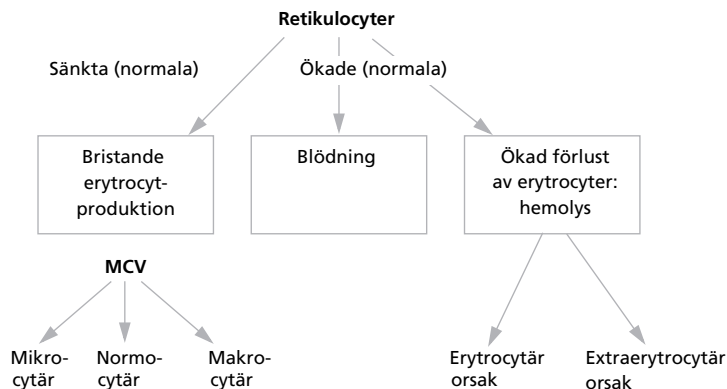 Retikulocyter
Sänkta (normala)
Ökade (normala)
Bristande
erytrocyt-
produktion
Blödning
Ökad förlust
av erytrocyter:
hemolys
MCV
Mikro-
cytär
Normo-
cytär
Makro-
cytär
Erytrocytär
orsak
Extraerytrocytär
orsak